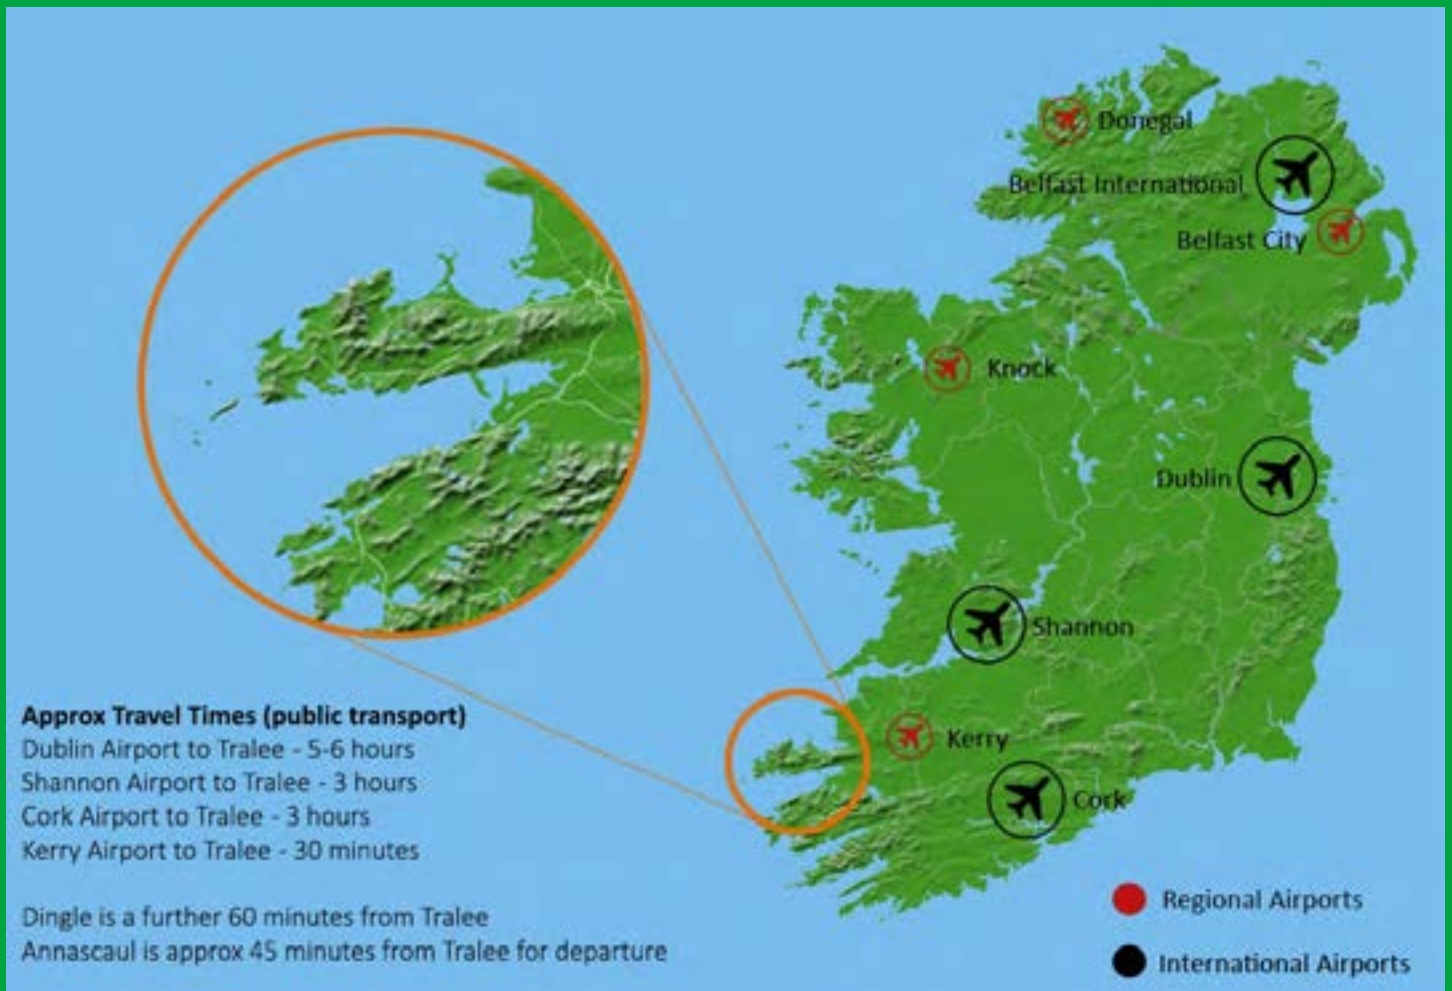 Donegal
Belfast International
Belfast City
Knock
Dublin
Shannon
Kerry
Cork
Approx Travel Times (public transport)
Dublin Airport to Tralee - 5-6 hours
Shannon Airport to Tralee - 3 hours
Cork Airport to Tralee - 3 hours
Kerry Airport to Tralee - 30 minutes
Dingle is a further 60 minutes from Tralee
Annascaul is approx 45 minutes from Tralee for departure
Regional Airports
International Airports